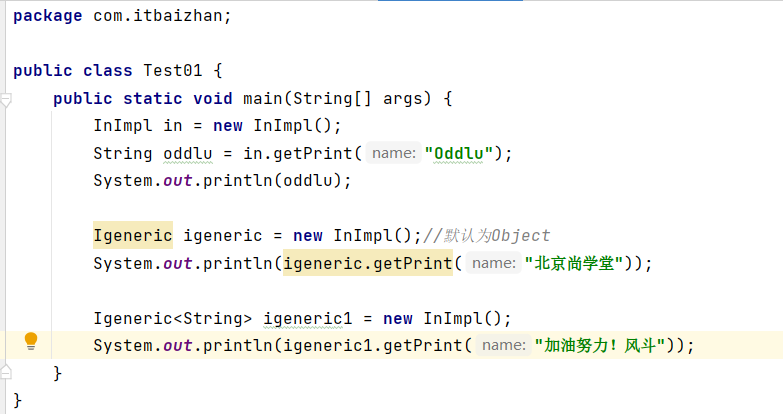 package com.itbaizhan;
public class Test01 {
public static void main(String[] args) {
InImpl in = new InImpl();
String oddlu = in.getPrint( name: "Oddlu");
System.out.println(oddlu);
Igeneric igeneric = new InImpl();//默认为Object
System.out.println(igeneric.getPrint( name: "北京尚学堂"));
Igeneric<String> igeneric1 = new InImpl();
System.out.println(igeneric1.getPrint( name: "加油努力！风斗"));
}
}